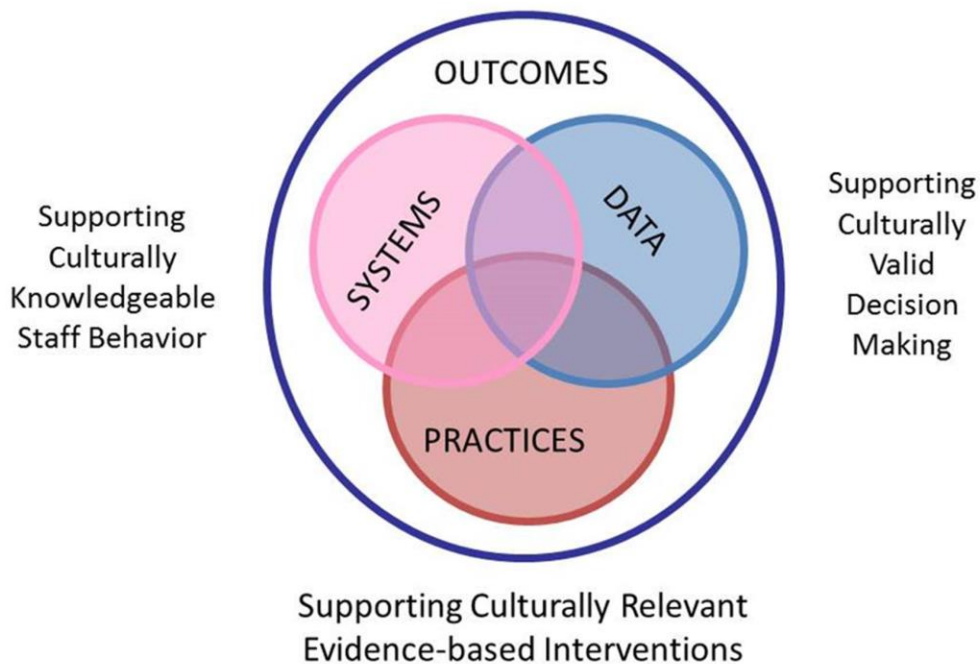 OUTCOMES
SYSTEMS
DATA
PRACTICES
Supporting
Culturally
Knowledgeable
Staff Behavior
Supporting
Culturally
Valid
Decision
Making
Supporting Culturally Relevant
Evidence-based Interventions